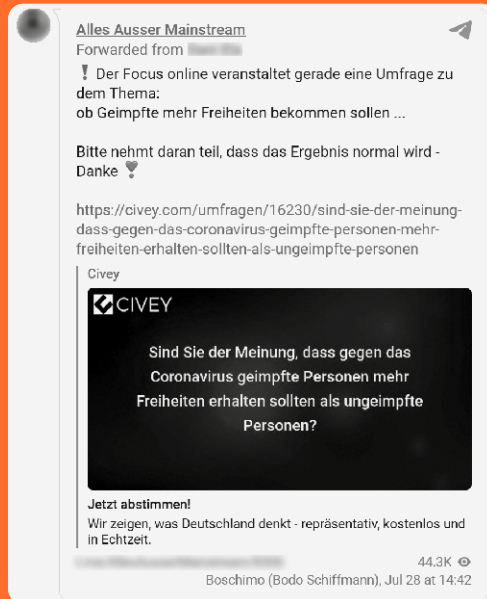 Alles Ausser Mainstream
Forwarded from
❗ Der Focus online veranstaltet gerade eine Umfrage zu
dem Thema:
ob Geimpfte mehr Freiheiten bekommen sollen ...
Bitte nehmt daran teil, dass das Ergebnis normal wird -
Danke ❣
https://civey.com/umfragen/16230/sind-sie-der-meinung-
dass-gegen-das-coronavirus-geimpfte-personen-mehr-
freiheiten-erhalten-sollten-als-ungeimpfte-personen
Civey
CIVEY
Sind Sie der Meinung, dass gegen das
Coronavirus geimpfte Personen mehr
Freiheiten erhalten sollten als ungeimpfte
Personen?
Jetzt abstimmen!
Wir zeigen, was Deutschland denkt - repräsentativ, kostenlos und
in Echtzeit.
44.3K
Boschimo (Bodo Schiffmann), Jul 28 at 14:42